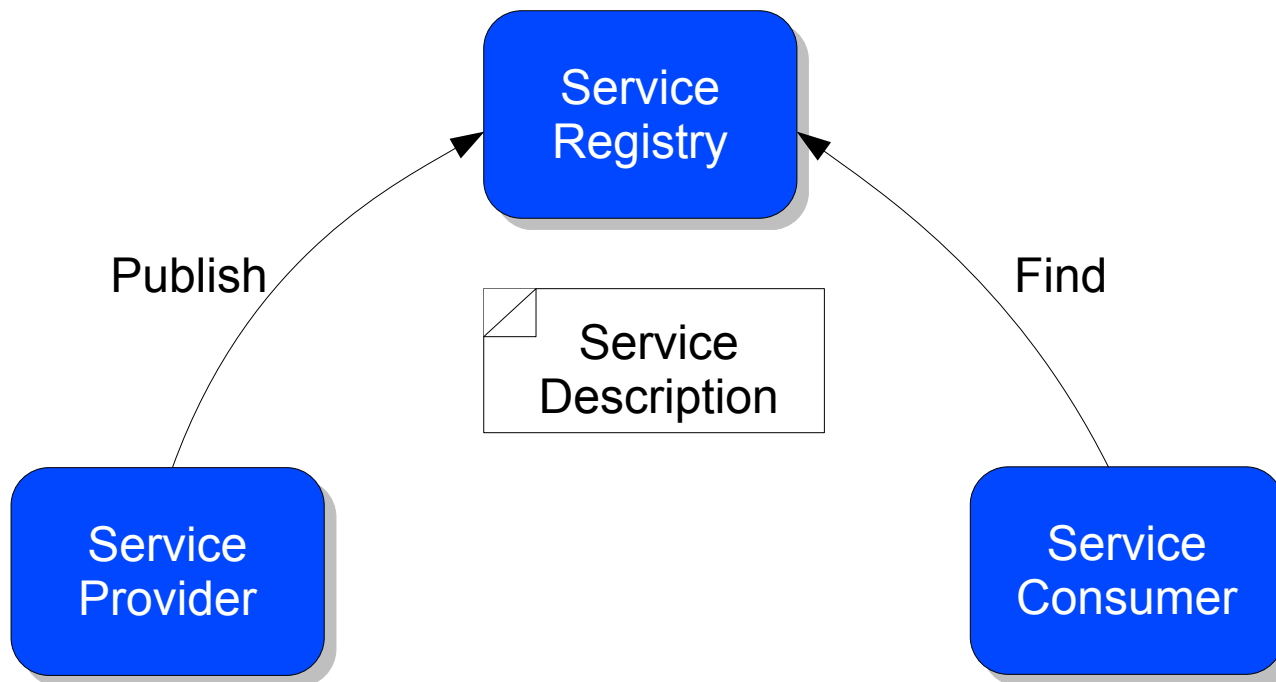 Service
Registry
Publish
Find
Service
Description
Service
Provider
Service
Consumer